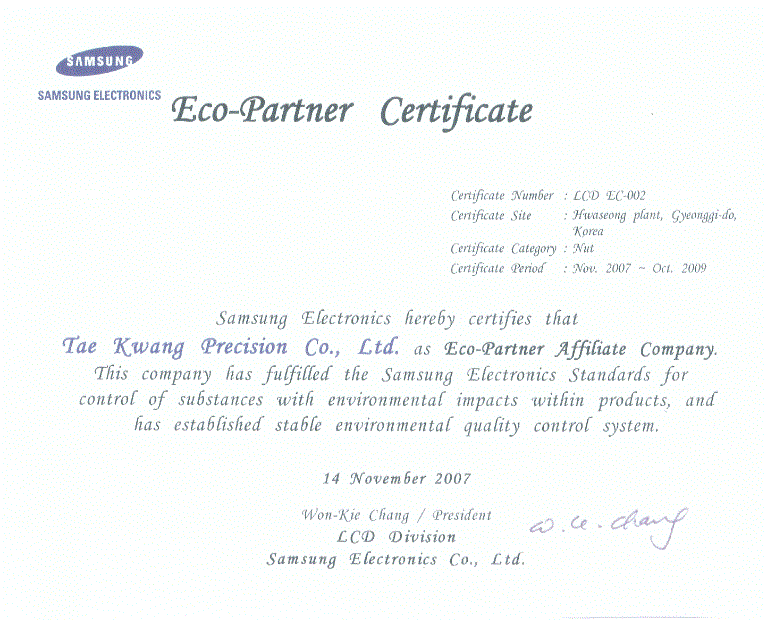 SAMSUNG
SAMSUNG ELECTRONICS
Eco-Partner Certificate
Certificate Number : LCD EC-002
Certificate Site : Hwaseong plant, Gyeonggi-do,
Korea
Certificate Category : Nut
Certificate Period : Nov. 2007 ~ Oct. 2009
Samsung Electronics hereby certifies that
Tae Kwang Precision Co., Ltd. as Eco-Partner Affiliate Company.
This company has fulfilled the Samsung Electronics Standards for
control of substances with environmental impacts within products, and
has established stable environmental quality control system.
14 November 2007
Won-Kie Chang / President
W. K. Chang
LCD Division
Samsung Electronics Co., Ltd.